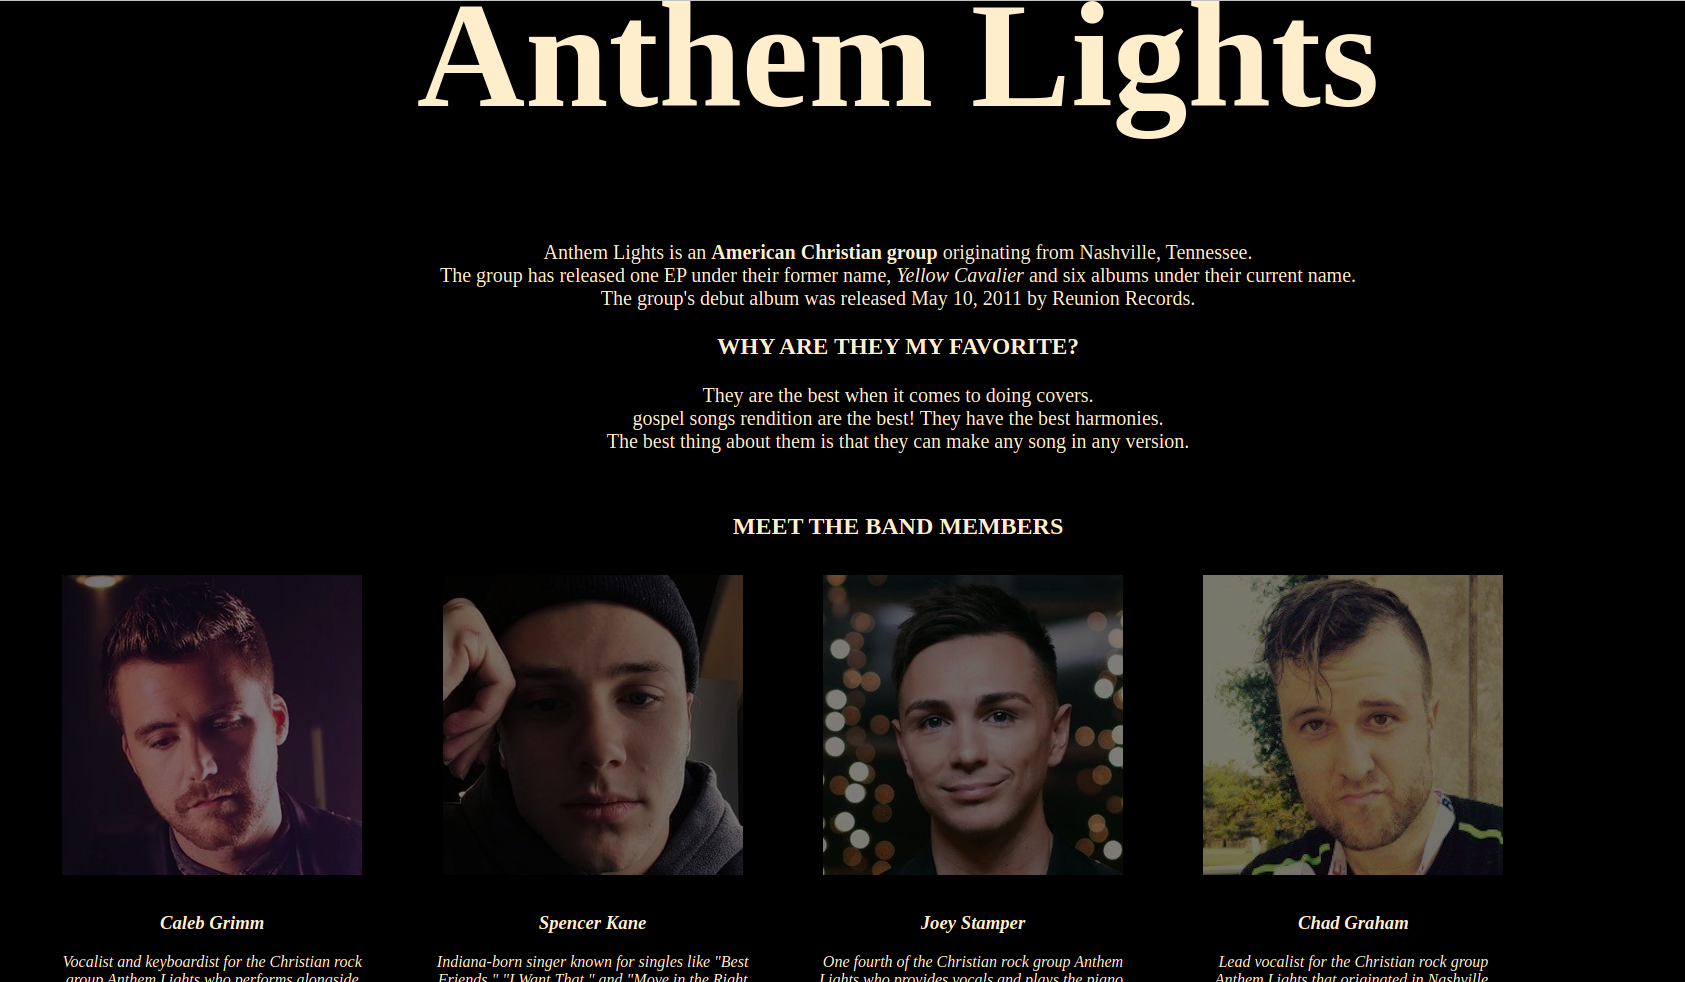 Anthem Lights
Anthem Lights is an American Christian group originating from Nashville, Tennessee.
The group has released one EP under their former name, Yellow Cavalier and six albums under their current name.
The group's debut album was released May 10, 2011 by Reunion Records.
WHY ARE THEY MY FAVORITE?
They are the best when it comes to doing covers.
gospel songs rendition are the best! They have the best harmonies.
The best thing about them is that they can make any song in any version.
MEET THE BAND MEMBERS
Caleb Grimm
Vocalist and keyboardist for the Christian rock
group Anthem Lights who performs alongside
Spencer Kane
Indiana-born singer known for singles like "Best
Friends," "I Want That," and "Move in the Right
Joey Stamper
One fourth of the Christian rock group Anthem
Lights who provides vocals and plays the piano
Chad Graham
Lead vocalist for the Christian rock group
Anthem Lights that originated in Nashville